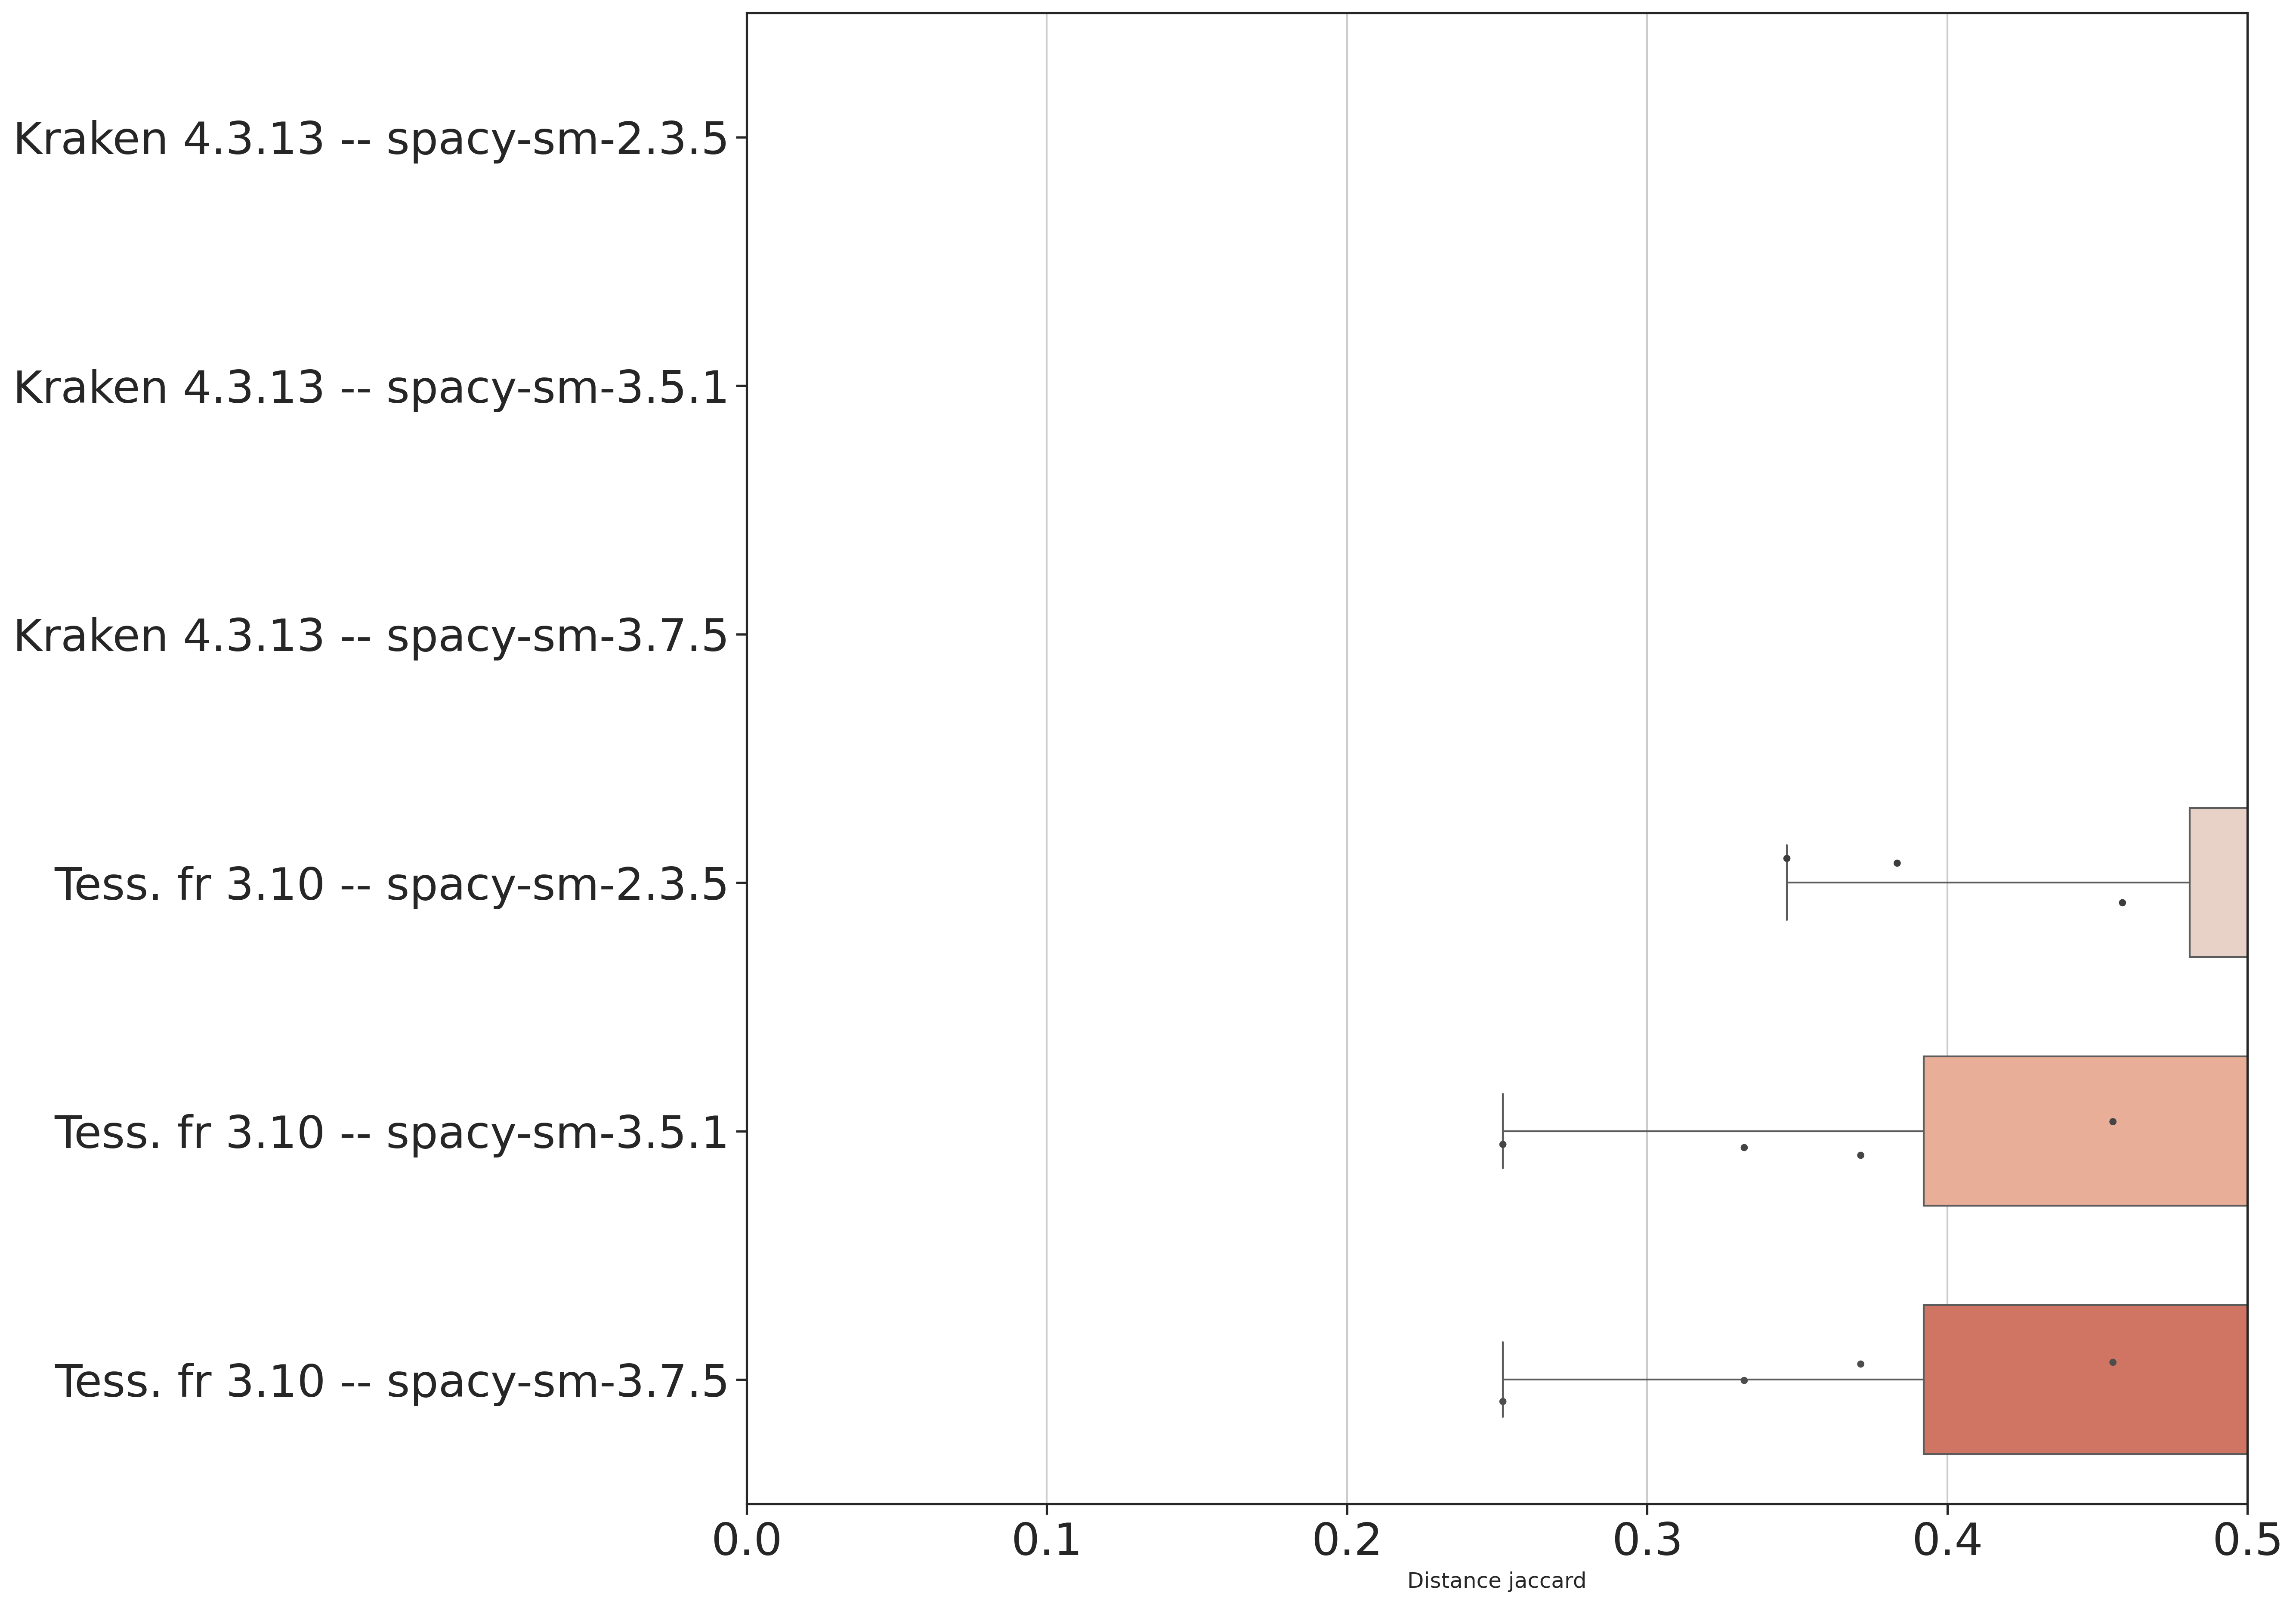 Kraken 4.3.13 -- spacy-sm-2.3.5
Kraken 4.3.13 -- spacy-sm-3.5.1
Kraken 4.3.13 -- spacy-sm-3.7.5
Tess. fr 3.10 -- spacy-sm-2.3.5
Tess. fr 3.10 -- spacy-sm-3.5.1
Tess. fr 3.10 -- spacy-sm-3.7.5
0.0 0.1 0.2 0.3 0.4 0.5
Distance jaccard